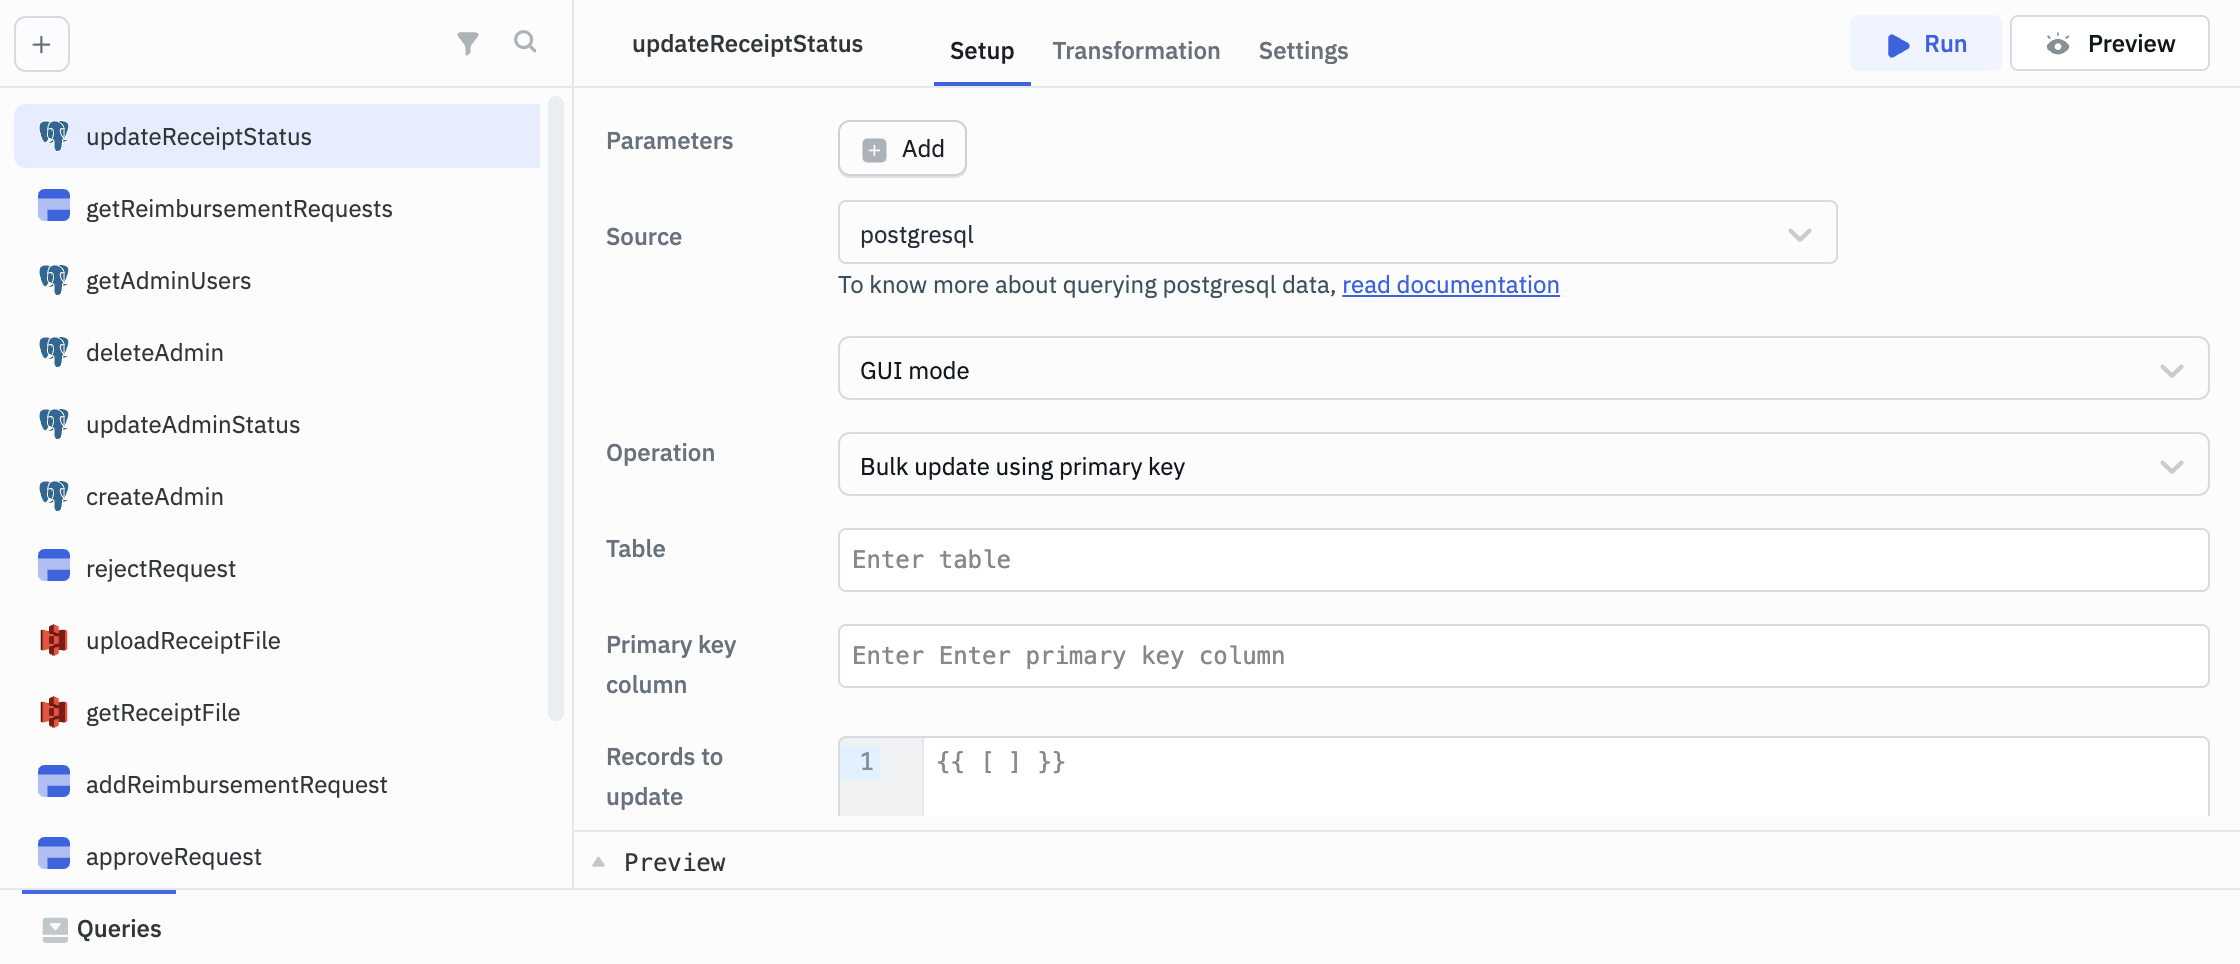 updateReceiptStatus
Setup
Transformation
Settings
Run
Preview
updateReceiptStatus
getReimbursementRequests
getAdminUsers
deleteAdmin
updateAdminStatus
createAdmin
rejectRequest
uploadReceiptFile
getReceiptFile
addReimbursementRequest
approveRequest
Parameters
Add
Source
postgresql
To know more about querying postgresql data, read documentation
GUI mode
Operation
Bulk update using primary key
Table
Enter table
Primary key
column
Enter Enter primary key column
Records to
update
1
{{ [ ] }}
Preview
Queries